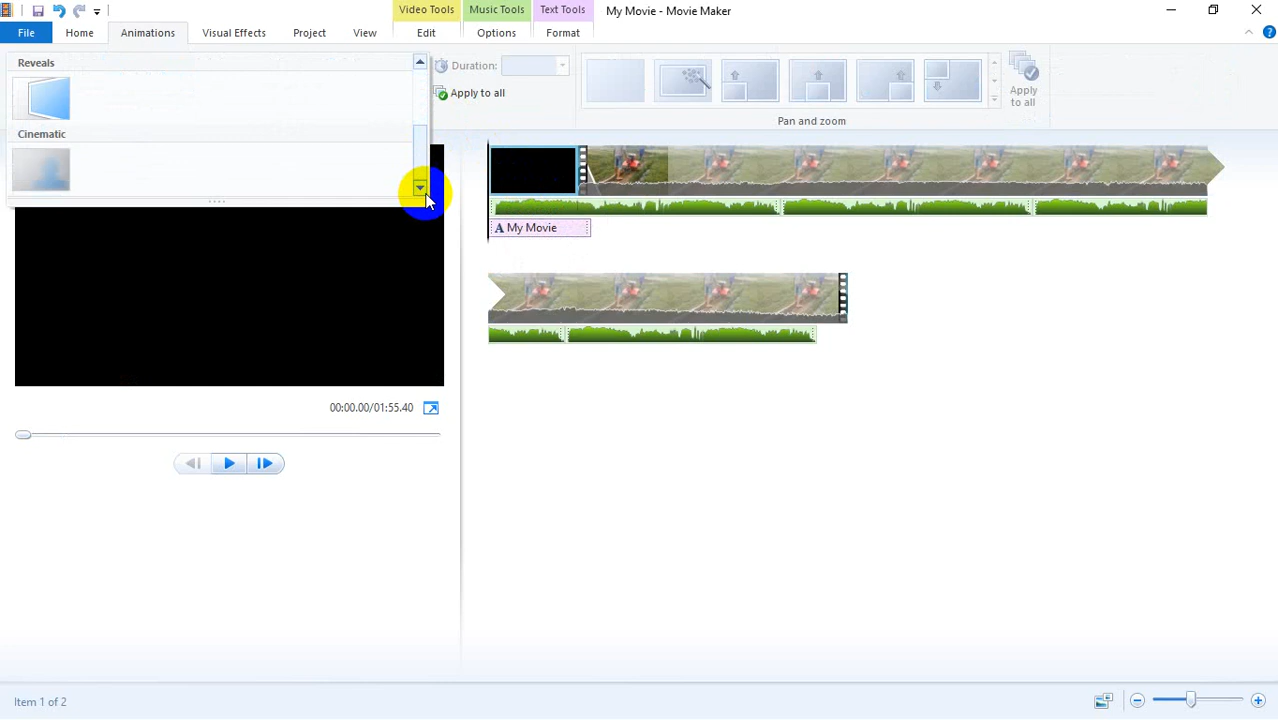 Video Tools Music Tools Text Tools My Movie - Movie Maker
File Home Animations Visual Effects Project View Edit Options Format
Reveals
Duration:
Apply to all
Apply to all
Pan and zoom
Cinematic
A My Movie
00:00.00/01:55.40
Item 1 of 2